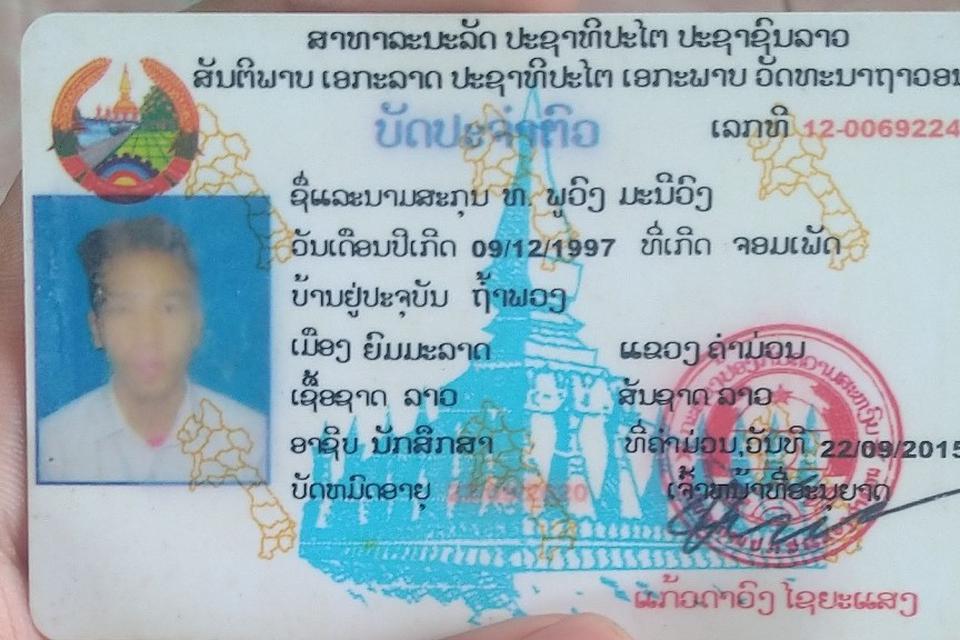 ສາທາລະນະລັດ ປະຊາທິປະໄຕ ປະຊາຊົນລາວ
ສັນຕິພາບ ເອກະລາດ ປະຊາທິປະໄຕ ເອກະພາບ ວັດທະນາຖາວອນ
ບັດປະຈຳຕົວ
ເລກທີ 12-0069224
ຊື່ແລະນາມສະກຸນ ທ. ພູວົງ ມະນີວົງ
ວັນເດືອນປີເກີດ 09/12/1997 ທີ່ເກີດ ຈອມເພັດ
ບ້ານຢູ່ປະຈຸບັນ ຖ້ຳພວງ
ເມືອງ ຍົມມະລາດ ແຂວງ ຄຳມ່ວນ
ເຊື້ອຊາດ ລາວ ສັນຊາດ ລາວ
ອາຊີບ ນັກສຶກສາ ທີ່ຄຳມ່ວນ,ວັນທີ 22/09/2015
ບັດຫມົດອາຍຸ 22/09/2020 ເຈົ້າຫນ້າທີ່ອະນຸຍາດ
ແກ້ວດາວົງ ໄຊຍະແສງ